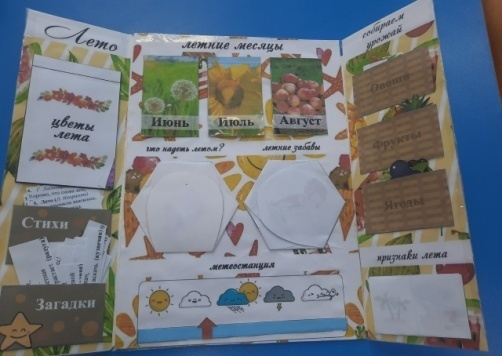 Лето
цветы
лета
Стихи
Загадки
летние месяцы
Июнь
Июль
Август
что надеть летом?
летние забавы
метеостанция
собираем
урожай
Овощи
Фрукты
Ягоды
признаки лета